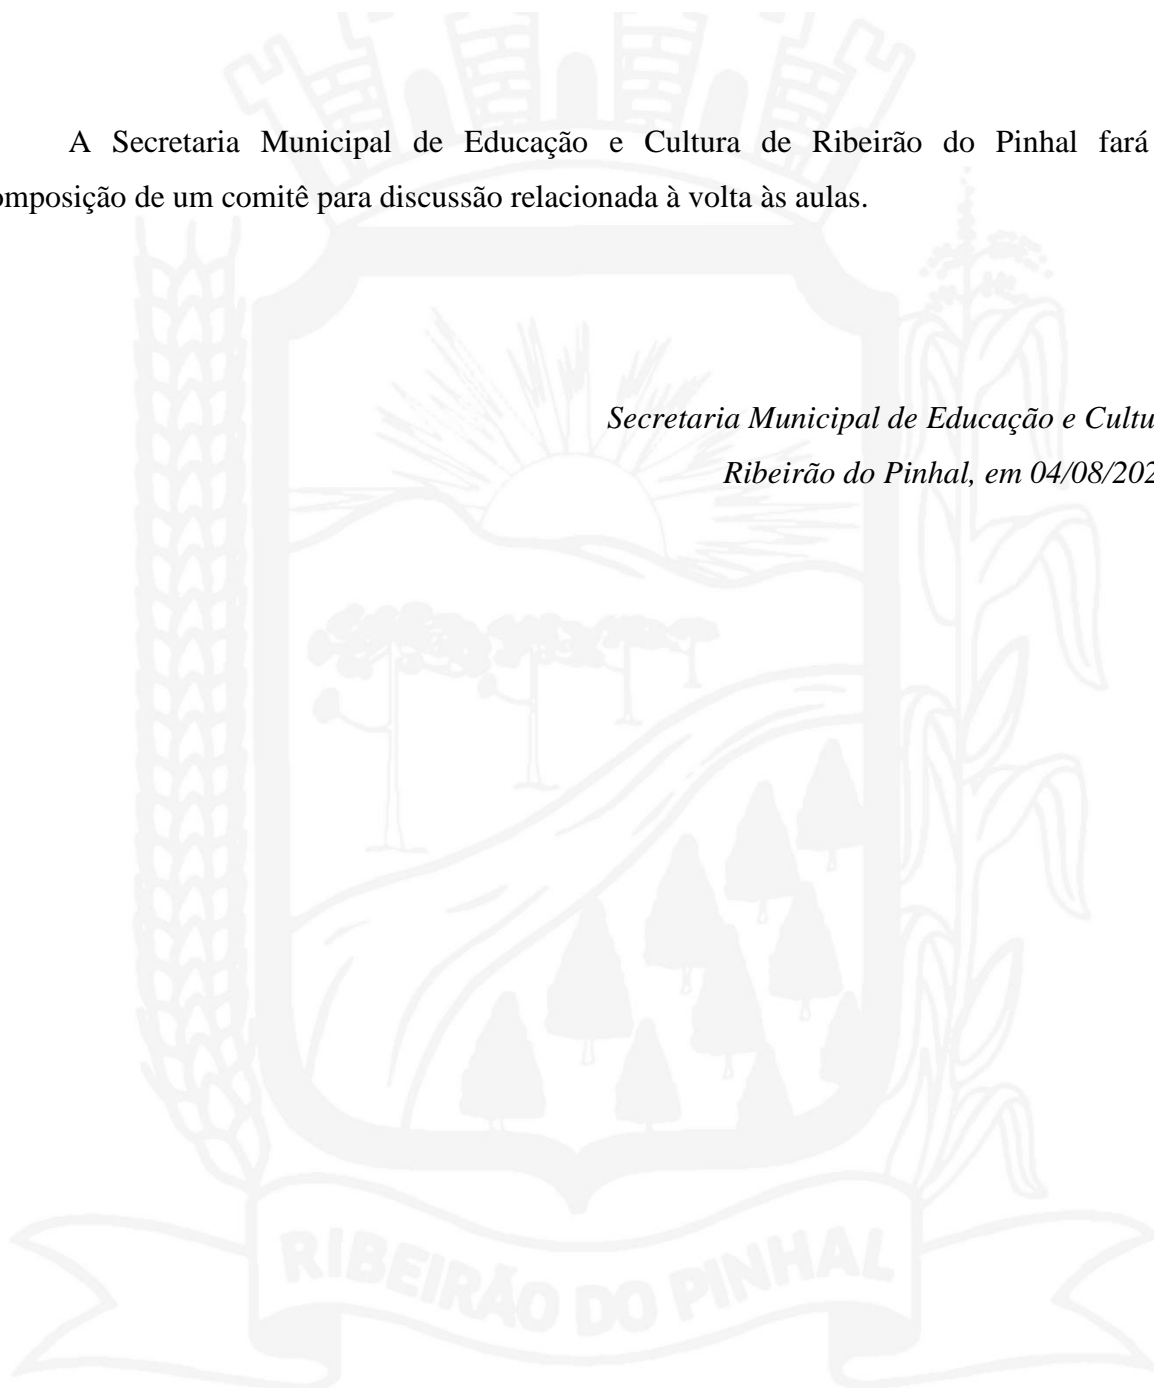 A Secretaria Municipal de Educação e Cultura de Ribeirão do Pinhal fará
omposição de um comitê para discussão relacionada à volta às aulas.
Secretaria Municipal de Educação e Cultu
Ribeirão do Pinhal, em 04/08/202
RIBEIRÃO DO PINHAL